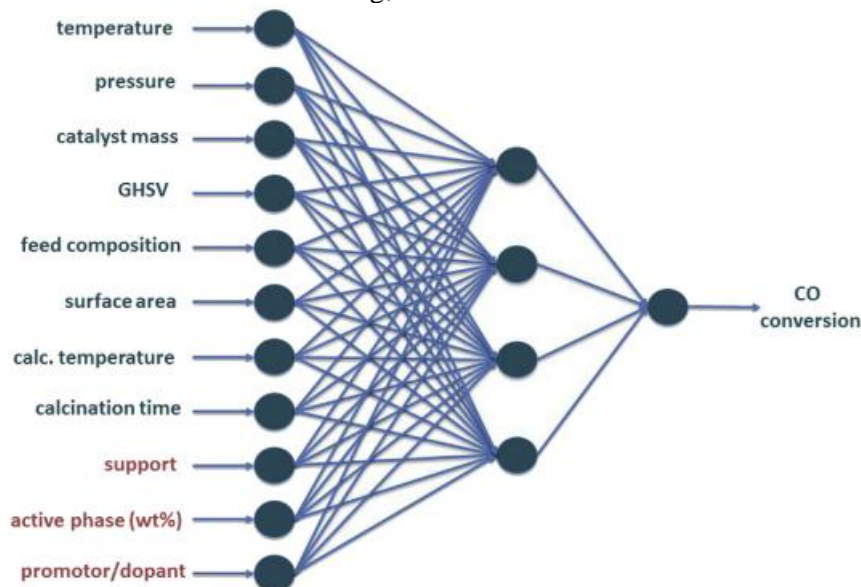 temperature
pressure
catalyst mass
GHSV
feed composition
surface area
calc. temperature
calcination time
support
active phase (wt%)
promotor/dopant
CO
conversion